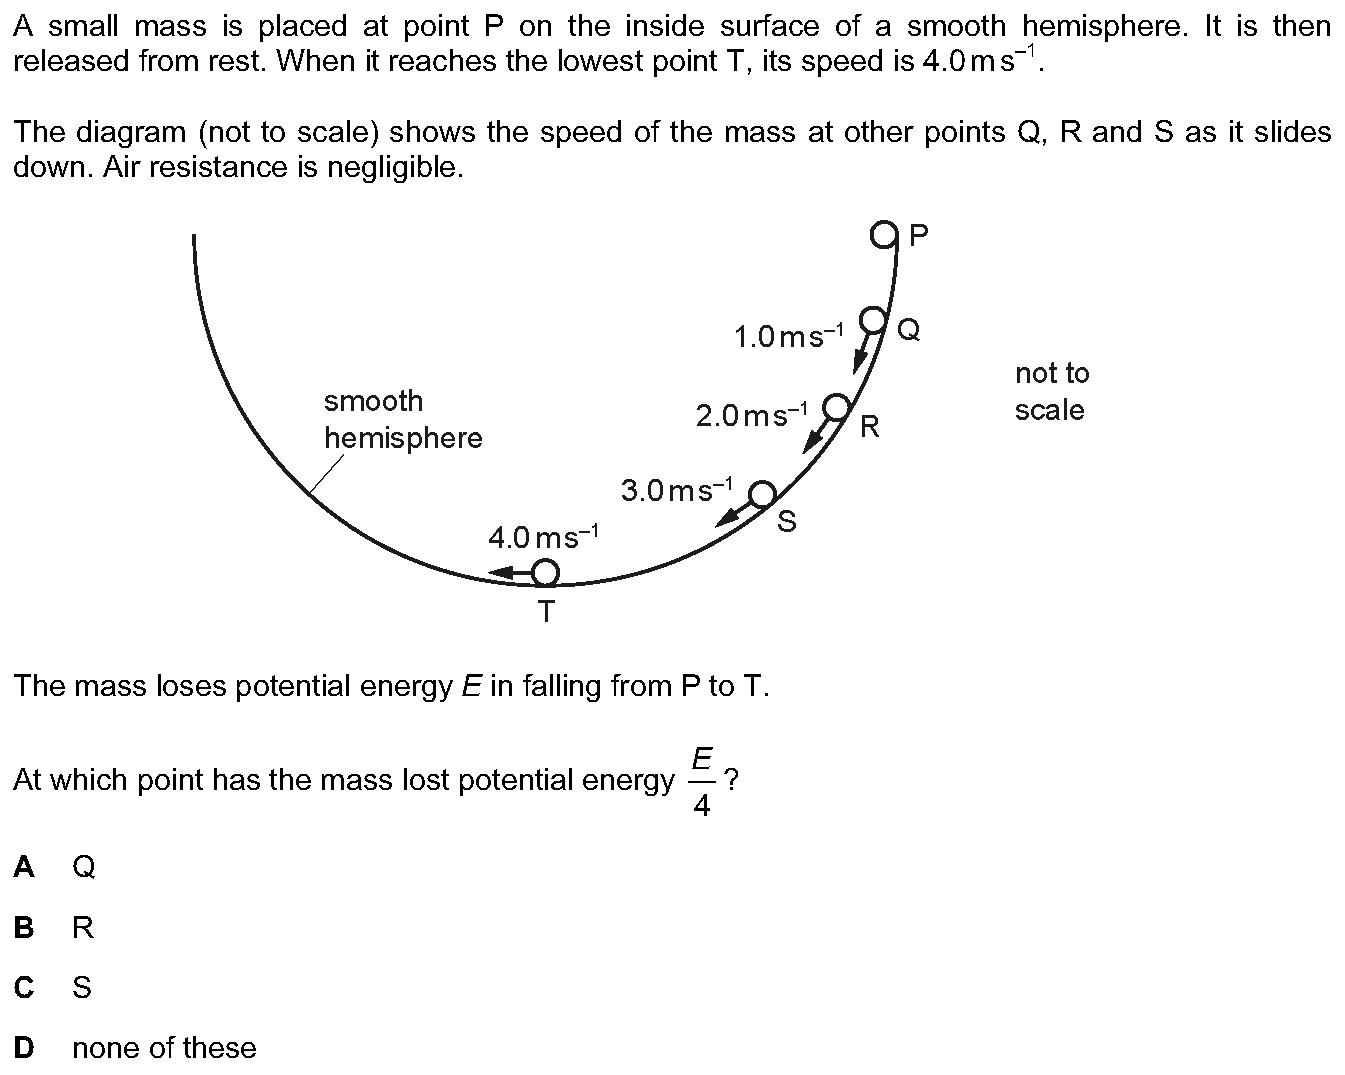 A small mass is placed at point P on the inside surface of a smooth hemisphere. It is then
released from rest. When it reaches the lowest point T, its speed is 4.0 m s⁻¹.
The diagram (not to scale) shows the speed of the mass at other points Q, R and S as it slides
down. Air resistance is negligible.
P
1.0 m s⁻¹
Q
not to
scale
smooth
hemisphere
2.0 m s⁻¹
R
3.0 m s⁻¹
S
4.0 m s⁻¹
T
The mass loses potential energy E in falling from P to T.
At which point has the mass lost potential energy E/4 ?
A Q
B R
C S
D none of these